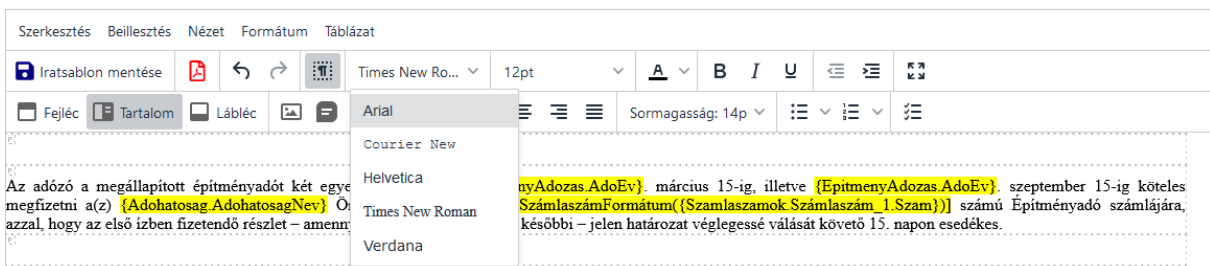 Szerkesztés Beillesztés Nézet Formátum Táblázat
Iratsablon mentése Times New Ro... 12pt A B I U
Fejléc Tartalom Lábléc Sormagasság: 14p
Arial
Courier New
Helvetica
Times New Roman
Verdana
Az adózó a megállapított építményadót két egye nyAdozas.AdoEv}. március 15-ig, illetve {EpitmenyAdozas.AdoEv}. szeptember 15-ig köteles
megfizetni a(z) {Adohatosag.AdohatosagNev} Ön SzámlaszámFormátum({Szamlaszamok.Számlaszám_1.Szam})] számú Építményadó számlájára,
azzal, hogy az első ízben fizetendő részlet – amenny későbbi – jelen határozat véglegessé válását követő 15. napon esedékes.